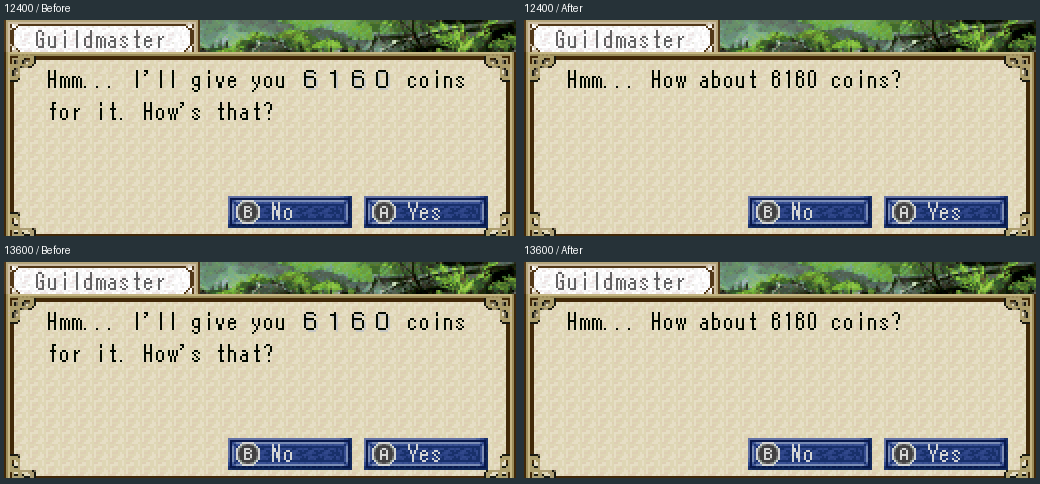 12400 / Before
Guildmaster
Hmm... I'll give you 6160 coins
for it. How's that?
B No
A Yes
12400 / After
Guildmaster
Hmm... How about 6160 coins?
B No
A Yes
13600 / Before
Guildmaster
Hmm... I'll give you 6160 coins
for it. How's that?
B No
A Yes
13600 / After
Guildmaster
Hmm... How about 6160 coins?
B No
A Yes